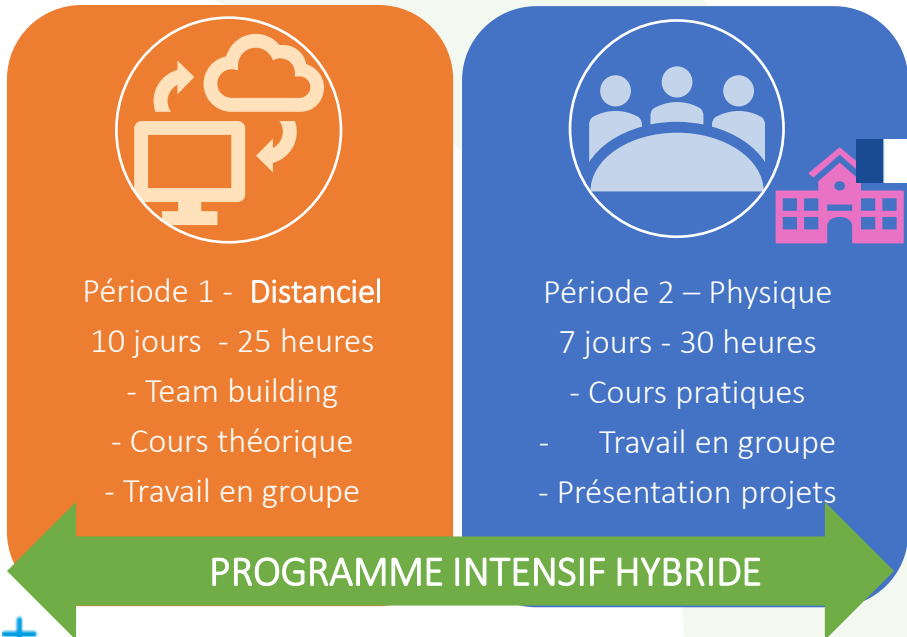 Période 1 - Distanciel
10 jours - 25 heures
- Team building
- Cours théorique
- Travail en groupe
Période 2 – Physique
7 jours - 30 heures
- Cours pratiques
- Travail en groupe
- Présentation projets
PROGRAMME INTENSIF HYBRIDE